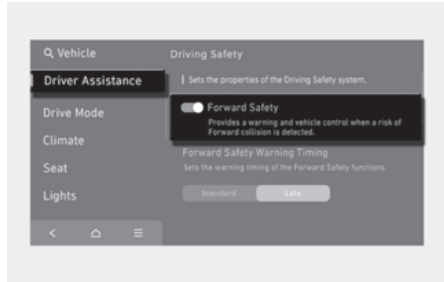 Vehicle
Driving Safety
Driver Assistance
Sets the properties of the Driving Safety system.
Drive Mode
Forward Safety
Provides a warning and vehicle control when a risk of
Forward collision is detected.
Climate
Forward Safety Warning Timing
Seat
Sets the warning timing of the Forward Safety functions.
Lights
Standard
Late